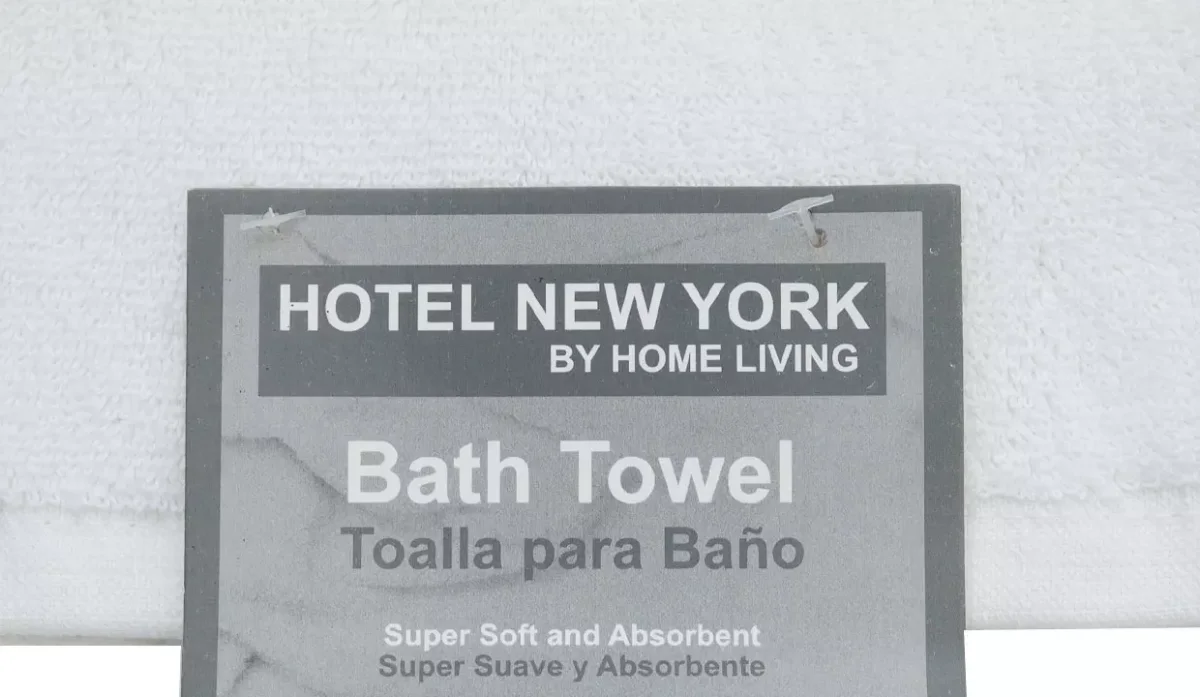 HOTEL NEW YORK
BY HOME LIVING
Bath Towel
Toalla para Baño
Super Soft and Absorbent
Super Suave y Absorbente